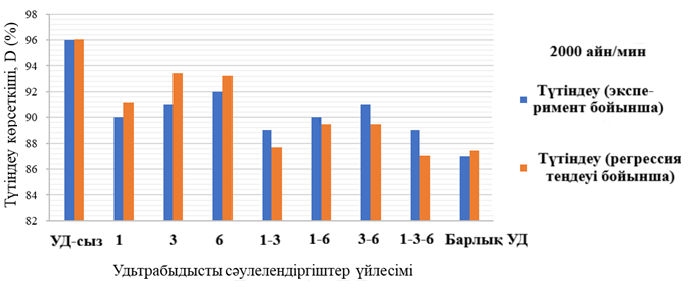 98
96
94
92
90
88
86
84
82
Түтіндеу көрсеткіші, D (%)
УД-сыз 1 3 6 1-3 1-6 3-6 1-3-6 Барлық УД
Удьтрабыдысты сәулелендіргіштер үйлесімі
2000 айн/мин
Түтіндеу (экспе-
римент бойынша)
Түтіндеу (регрессия
теңдеуі бойынша)